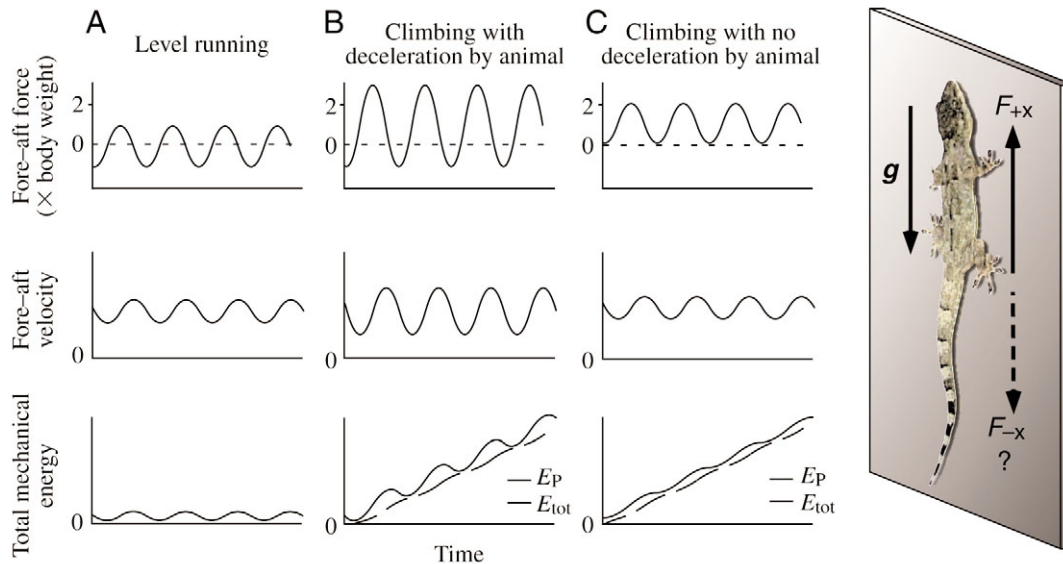 A
Level running
B
Climbing with
deceleration by animal
C
Climbing with no
deceleration by animal
Fore–aft force
(× body weight)
2
0
2
0
2
0
g
F+x
F–x
?
Fore–aft
velocity
0
0
0
Total mechanical
energy
0
0
EP
Etot
0
EP
Etot
Time